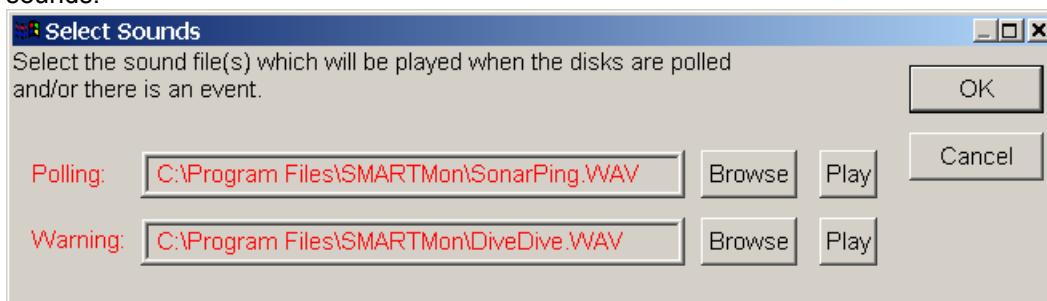 sounds.
Select Sounds
Select the sound file(s) which will be played when the disks are polled
and/or there is an event.
OK
Cancel
Polling: C:\Program Files\SMARTMon\SonarPing.WAV Browse Play
Warning: C:\Program Files\SMARTMon\DiveDive.WAV Browse Play